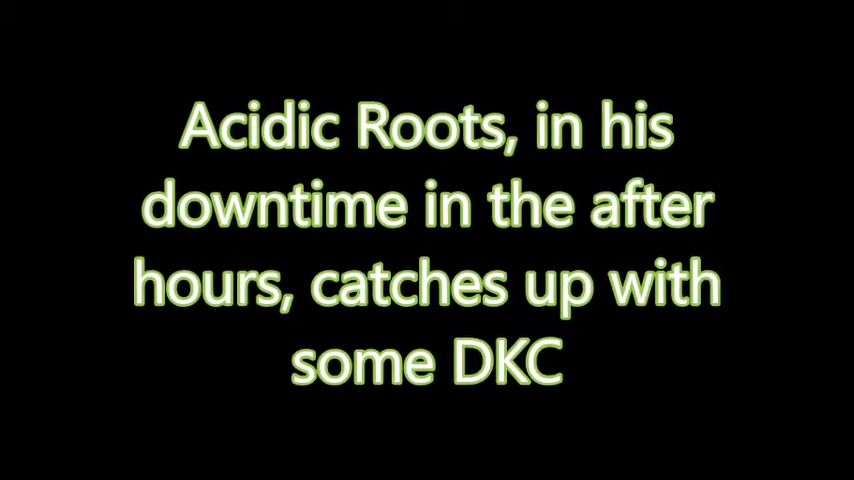 Acidic Roots, in his
downtime in the after
hours, catches up with
some DKC